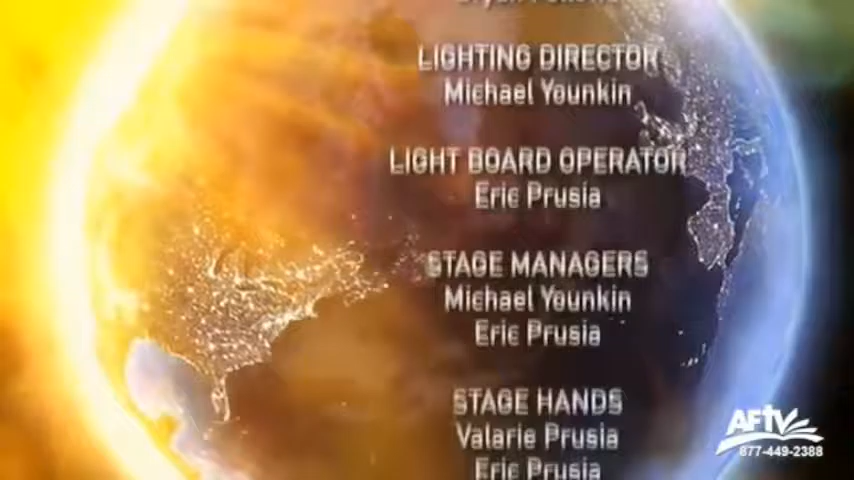 LIGHTING DIRECTOR
Michael Younkin
LIGHT BOARD OPERATOR
Eric Prusia
STAGE MANAGERS
Michael Younkin
Eric Prusia
STAGE HANDS
Valarie Prusia
Eric Prusia
AFTV
877-449-2388